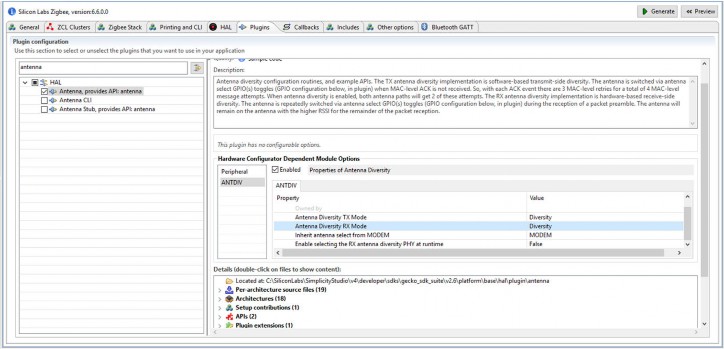 Silicon Labs Zigbee, version:6.6.0.0
Generate
Preview
General
ZCL Clusters
Zigbee Stack
Printing and CLI
HAL
Plugins
Callbacks
Includes
Other options
Bluetooth GATT
Plugin configuration
Use this section to select or unselect the plugins that you want to use in your application
antenna
HAL
Antenna, provides API: antenna
Antenna CLI
Antenna Stub, provides API: antenna
Sample code
Description:
Antenna diversity configuration routines, and example APIs. The TX antenna diversity implementation is software-based transmit-side diversity. The antenna is switched via antenna
select GPIO(s) toggles (GPIO configuration below, in plugin) when MAC-level ACK is not received. So, with each ACK event there are 3 MAC-level retries for a total of 4 MAC-level
message attempts. When antenna diversity is enabled, both antenna paths will get 2 of these attempts. The RX antenna diversity implementation is hardware-based receive-side
diversity. The antenna is repeatedly switched via antenna select GPIO(s) toggles (GPIO configuration below, in plugin) during the reception of a packet preamble. The antenna will
remain on the antenna with the higher RSSI for the remainder of the packet reception.
This plugin has no configurable options.
Hardware Configurator Dependent Module Options
Peripheral
ANTDIV
Enabled
Properties of Antenna Diversity
ANTDIV
Property
Value
Owned by
Antenna Diversity TX Mode
Diversity
Antenna Diversity RX Mode
Diversity
Inherit antenna select from MODEM
MODEM
Enable selecting the RX antenna diversity PHY at runtime
False
Details (double-click on files to show content):
Located at: C:\SiliconLabs\SimplicityStudio\v4\developer\sdks\gecko_sdk_suite\v2.6\platform\base\hal\plugin\antenna
Per-architecture source files (19)
Architectures (18)
Setup contributions (1)
APIs (2)
Plugin extensions (1)